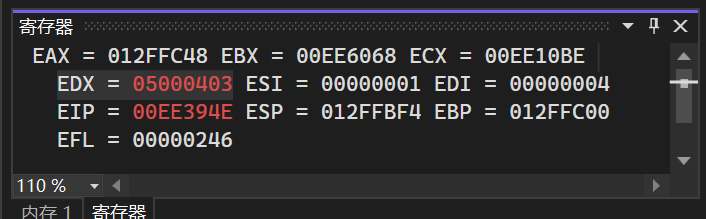 寄存器
EAX = 012FFC48 EBX = 00EE6068 ECX = 00EE10BE
EDX = 05000403 ESI = 00000001 EDI = 00000004
EIP = 00EE394E ESP = 012FFBF4 EBP = 012FFC00
EFL = 00000246
110 %
内存 1 寄存器